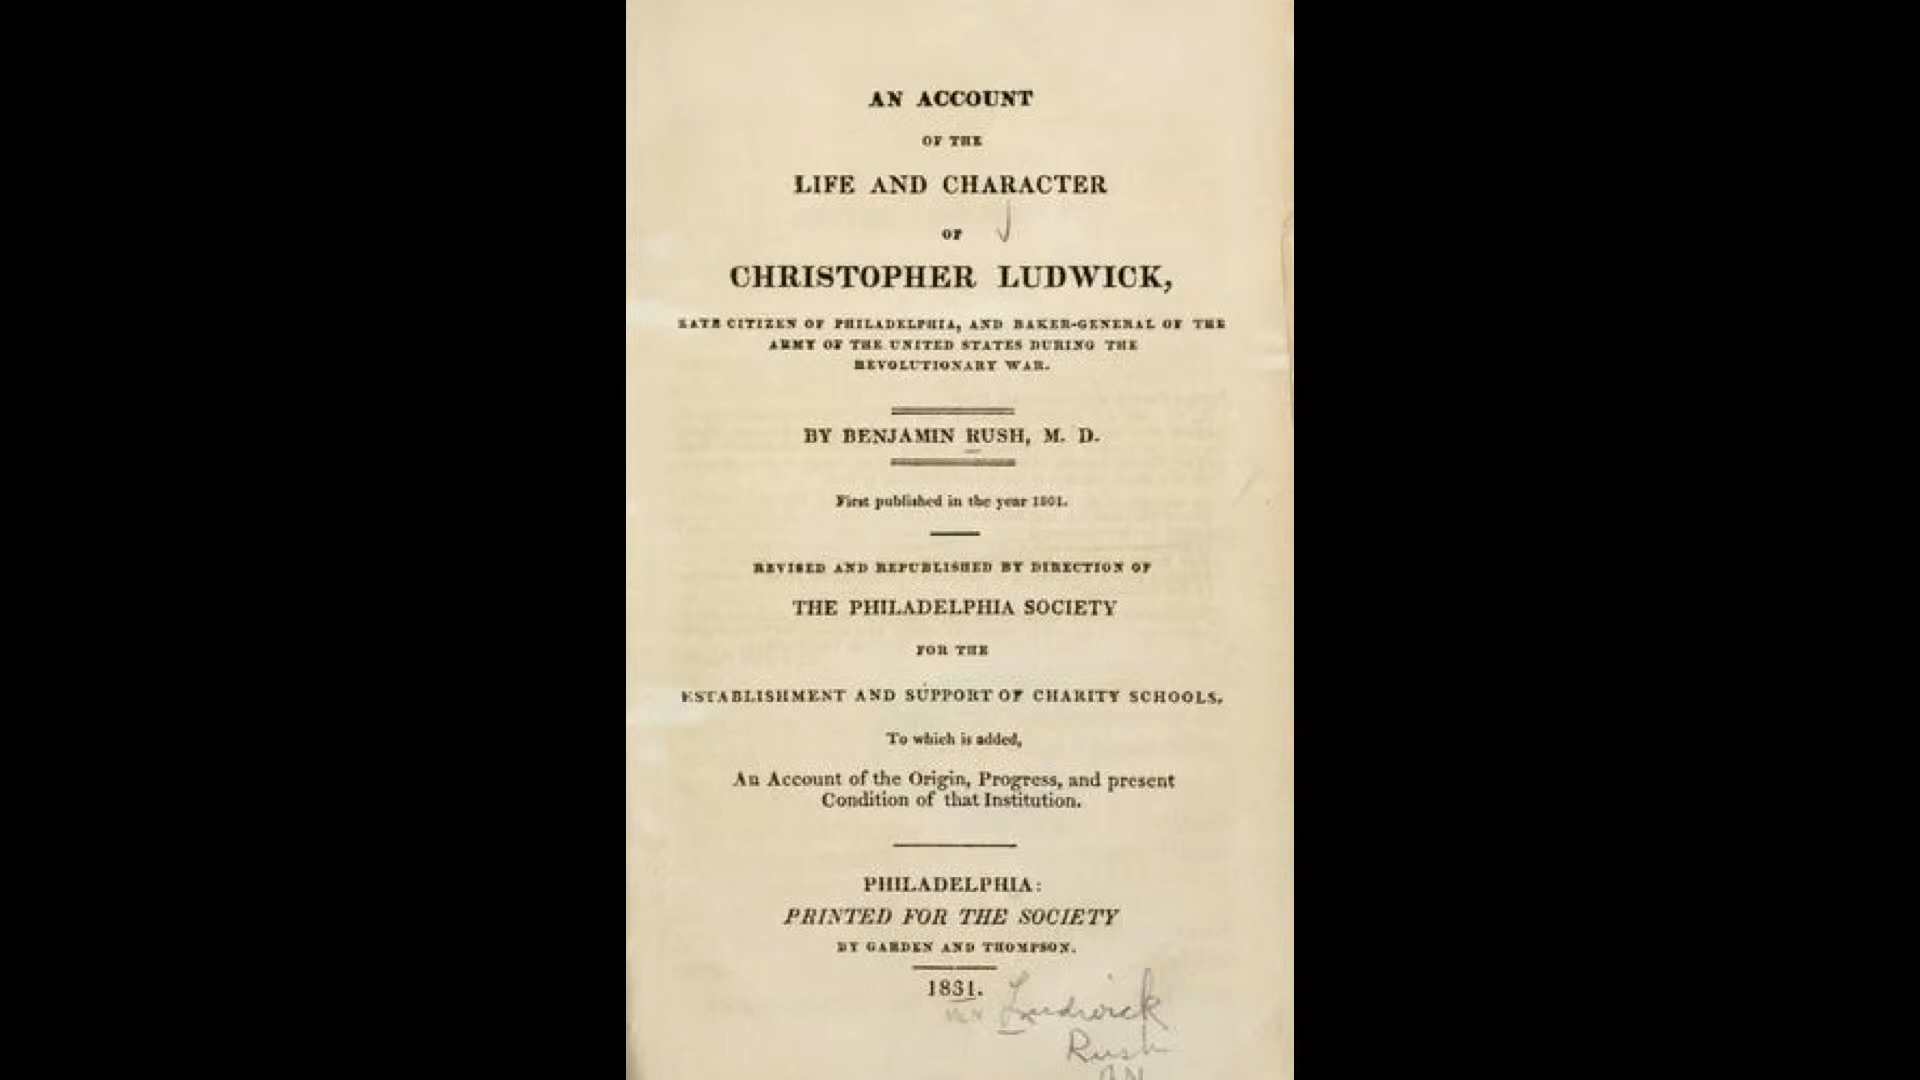 AN ACCOUNT
OF THE
LIFE AND CHARACTER
OF
CHRISTOPHER LUDWICK,
LATE CITIZEN OF PHILADELPHIA, AND BAKER-GENERAL OF THE
ARMY OF THE UNITED STATES DURING THE
REVOLUTIONARY WAR.
BY BENJAMIN RUSH, M. D.
First published in the year 1801.
REVISED AND REPUBLISHED BY DIRECTION OF
THE PHILADELPHIA SOCIETY
FOR THE
ESTABLISHMENT AND SUPPORT OF CHARITY SCHOOLS,
To which is added,
An Account of the Origin, Progress, and present
Condition of that Institution.
PHILADELPHIA:
PRINTED FOR THE SOCIETY
BY GARDEN AND THOMPSON.
1831.
Ludwick
Rush